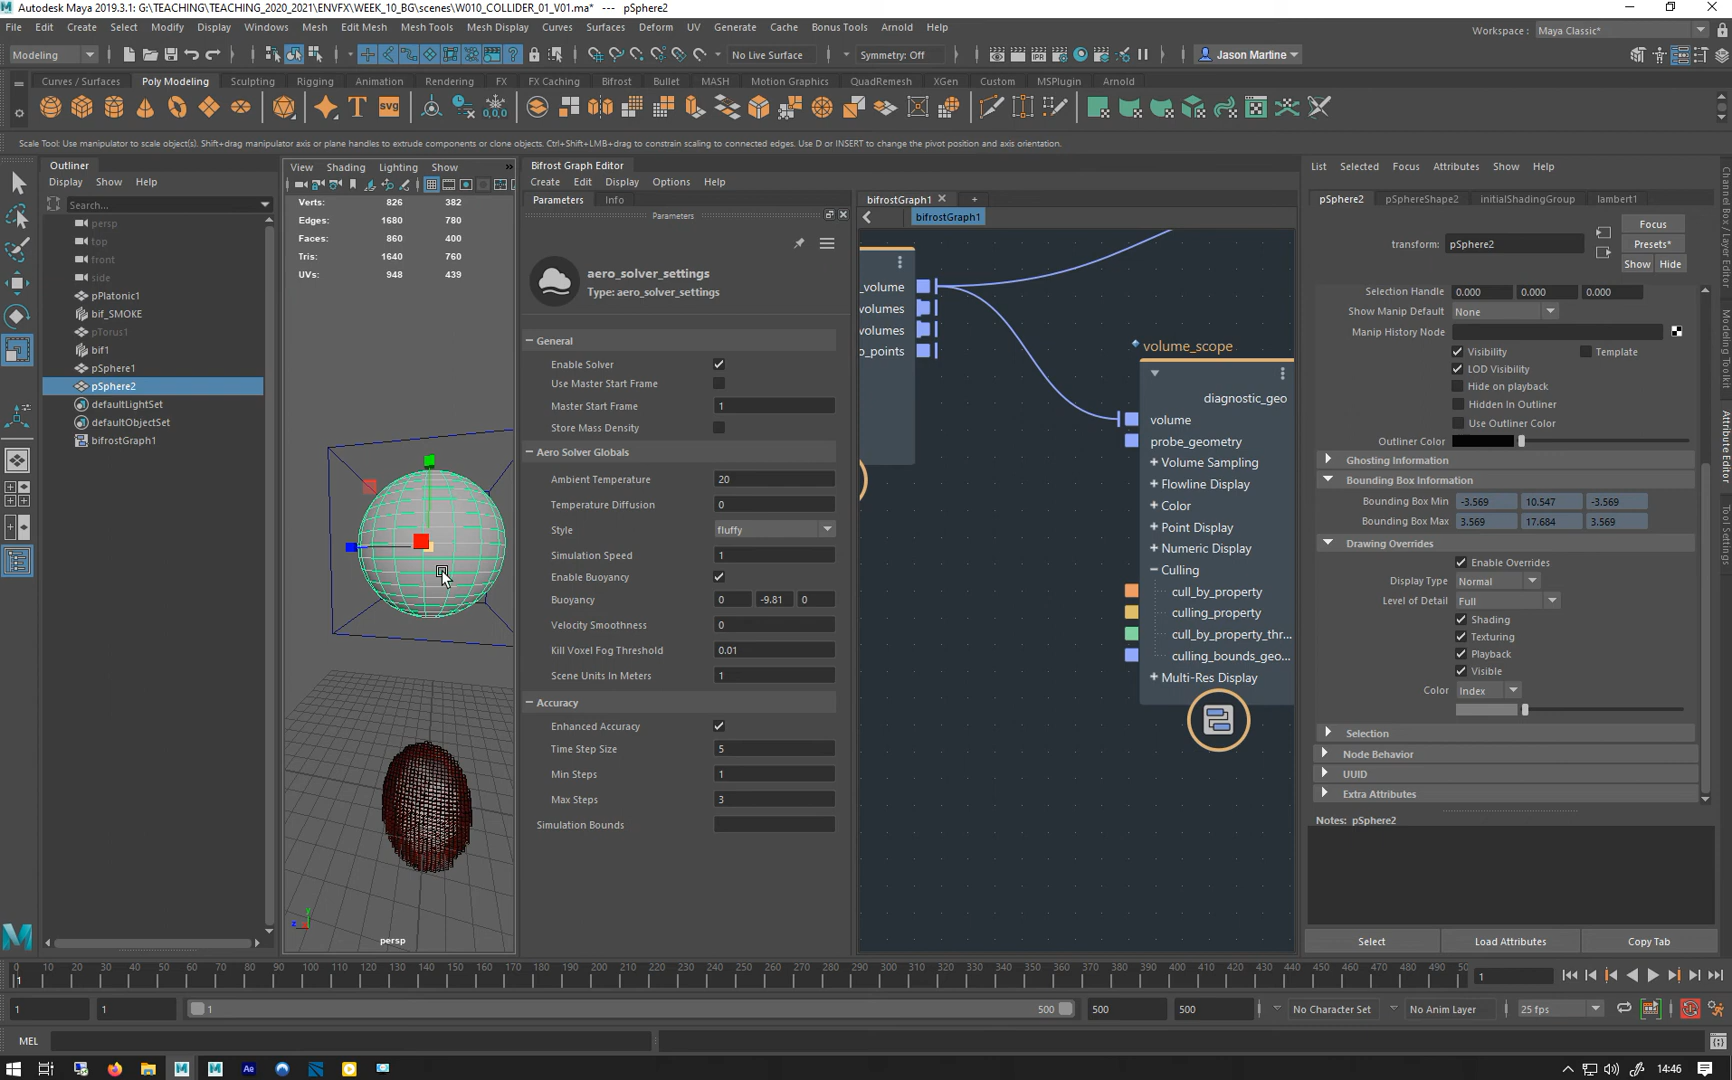 Autodesk Maya 2019.3.1: G:\TEACHING\TEACHING_2020_2021\ENVFX\WEEK_10_BG\scenes\W010_COLLIDER_01_V01.ma* --- pSphere2
File Edit Create Select Modify Display Windows Mesh Edit Mesh Mesh Tools Mesh Display Curves Surfaces Deform UV Generate Cache Bonus Tools Arnold Help
Workspace : Maya Classic*
Modeling No Live Surface Symmetry: Off Jason Martine
Curves / Surfaces Poly Modeling Sculpting Rigging Animation Rendering FX FX Caching Bifrost Bullet MASH Motion Graphics QuadRemesh XGen Custom MSPlugin Arnold
Scale Tool: Use manipulator to scale object(s). Shift+drag manipulator axis or plane handles to extrude components or clone objects. Ctrl+Shift+LMB+drag to constrain scaling to connected edges. Use D or INSERT to change the pivot position and axis orientation.
Outliner
Display Show Help
Search...
persp
top
front
side
pPlatonic1
bif_SMOKE
pTorus1
bif1
pSphere1
pSphere2
defaultLightSet
defaultObjectSet
bifrostGraph1
View Shading Lighting Show
Verts: 826 382
Edges: 1680 780
Faces: 860 400
Tris: 1640 760
UVs: 948 439
persp
Bifrost Graph Editor
Create Edit Display Options Help
Parameters Info
Parameters
aero_solver_settings
Type: aero_solver_settings
General
Enable Solver
Use Master Start Frame
Master Start Frame 1
Store Mass Density
Aero Solver Globals
Ambient Temperature 20
Temperature Diffusion 0
Style fluffy
Simulation Speed 1
Enable Buoyancy
Buoyancy 0 -9.81 0
Velocity Smoothness 0
Kill Voxel Fog Threshold 0.01
Scene Units In Meters 1
Accuracy
Enhanced Accuracy
Time Step Size 5
Min Steps 1
Max Steps 3
Simulation Bounds
bifrostGraph1
bifrostGraph1
_volume
volumes
volumes
o_points
volume_scope
diagnostic_geo
volume
probe_geometry
Volume Sampling
Flowline Display
Color
Point Display
Numeric Display
Culling
cull_by_property
culling_property
cull_by_property_thr...
culling_bounds_geo...
Multi-Res Display
List Selected Focus Attributes Show Help
pSphere2 pSphereShape2 initialShadingGroup lambert1
transform: pSphere2
Focus
Presets*
Show Hide
Selection Handle 0.000 0.000 0.000
Show Manip Default None
Manip History Node
Visibility Template
LOD Visibility
Hide on playback
Hidden In Outliner
Use Outliner Color
Outliner Color
Ghosting Information
Bounding Box Information
Bounding Box Min -3.569 10.547 -3.569
Bounding Box Max 3.569 17.684 3.569
Drawing Overrides
Enable Overrides
Display Type Normal
Level of Detail Full
Shading
Texturing
Playback
Visible
Color Index
Selection
Node Behavior
UUID
Extra Attributes
Notes: pSphere2
Select Load Attributes Copy Tab
Channel Box / Layer Editor
Modeling Toolkit
Attribute Editor
Tool Settings
0 10 20 30 40 50 60 70 80 90 100 110 120 130 140 150 160 170 180 190 200 210 220 230 240 250 260 270 280 290 300 310 320 330 340 350 360 370 380 390 400 410 420 430 440 450 460 470 480 490 50
1 1
1 1 1 500 500 500 No Character Set No Anim Layer 25 fps
MEL
Ae
14:46